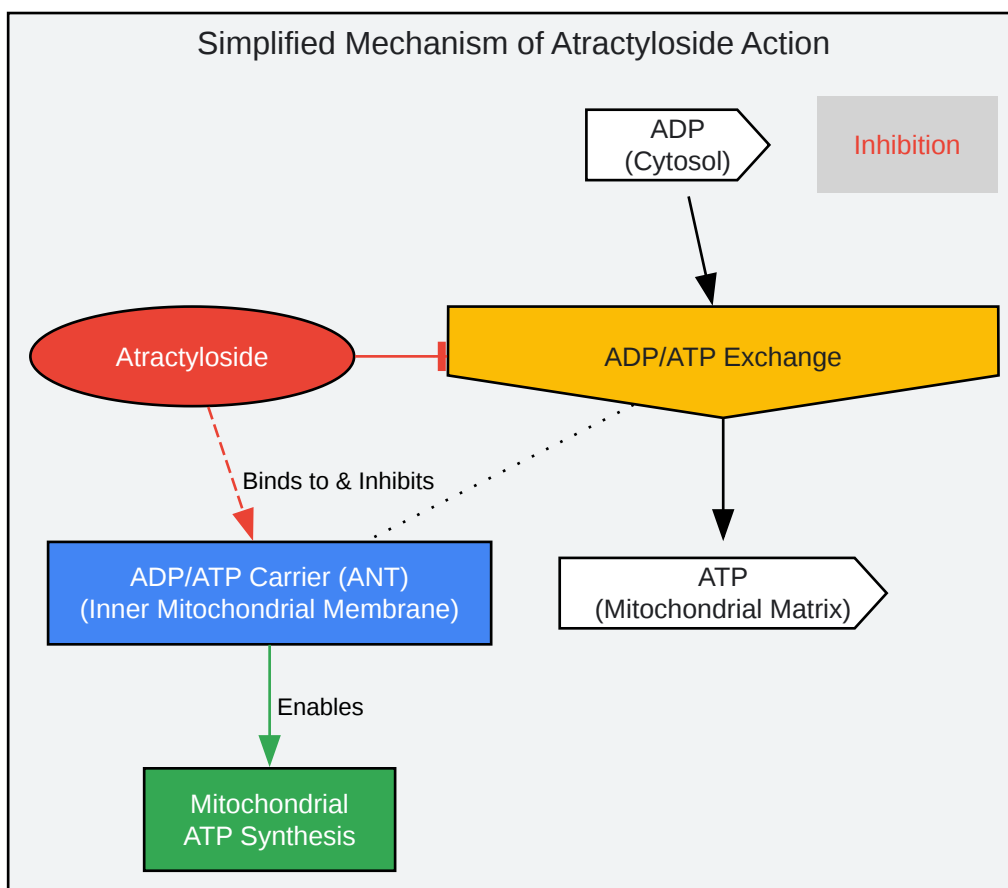 Simplified Mechanism of Atractyloside Action
ADP
(Cytosol)
Inhibition
Atractyloside
ADP/ATP Exchange
Binds to & Inhibits
ADP/ATP Carrier (ANT)
(Inner Mitochondrial Membrane)
ATP
(Mitochondrial Matrix)
Enables
Mitochondrial
ATP Synthesis